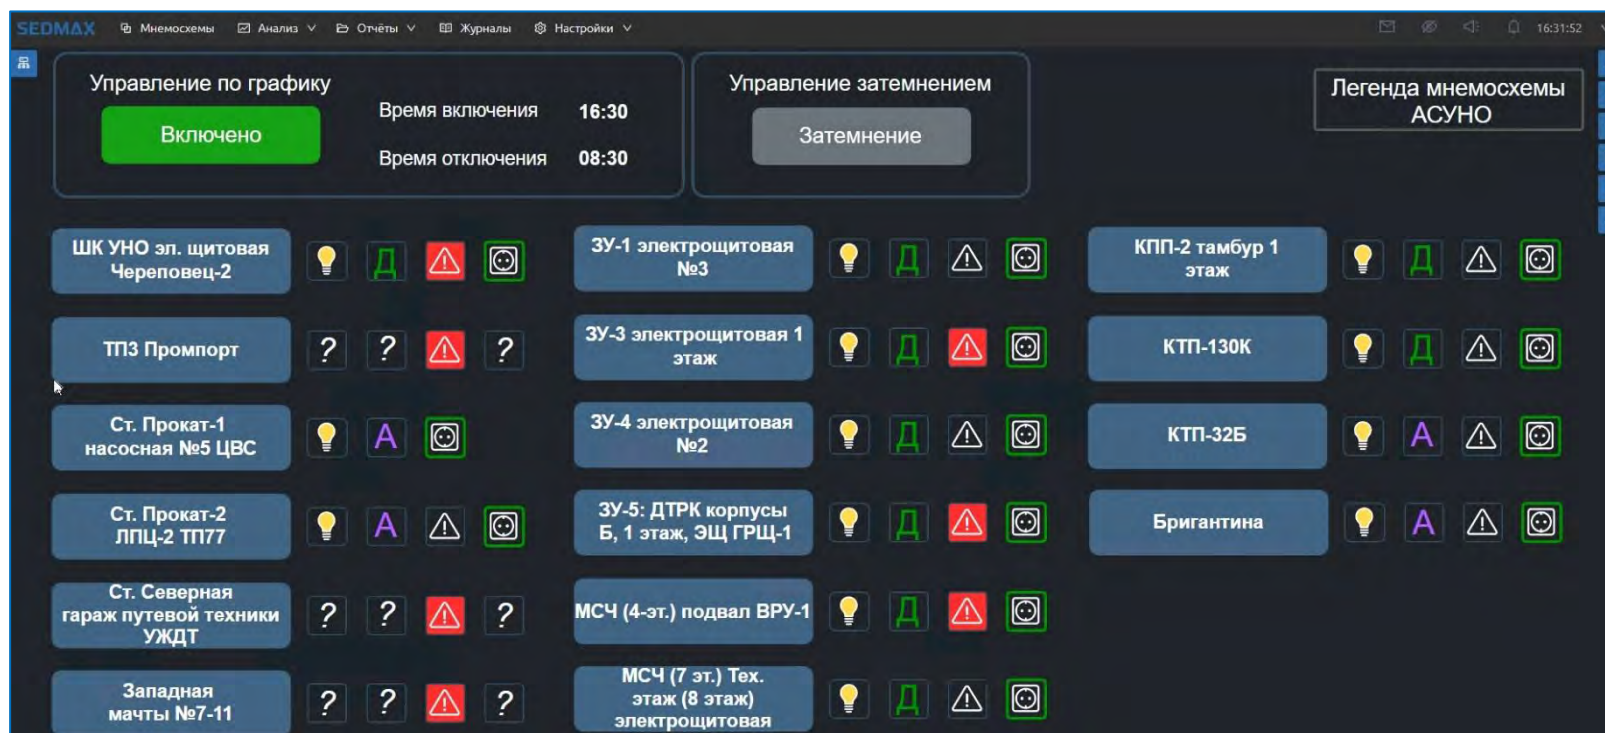 SEDMAX Мнемосхемы Анализ Отчёты Журналы Настройки 16:31:52
Управление по графику
Включено
Время включения 16:30
Время отключения 08:30
Управление затемнением
Затемнение
Легенда мнемосхемы
АСУНО
ШК УНО эл. щитовая
Череповец-2
Д
ТП3 Промпорт
? ? ?
Ст. Прокат-1
насосная №5 ЦВС
А
Ст. Прокат-2
ЛПЦ-2 ТП77
А
Ст. Северная
гараж путевой техники
УЖДТ
? ? ?
Западная
мачты №7-11
? ? ?
ЗУ-1 электрощитовая
№3
Д
ЗУ-3 электрощитовая 1
этаж
Д
ЗУ-4 электрощитовая
№2
Д
ЗУ-5: ДТРК корпусы
Б, 1 этаж, ЭЩ ГРЩ-1
Д
МСЧ (4-эт.) подвал ВРУ-1
Д
МСЧ (7 эт.) Тех.
этаж (8 этаж)
электрощитовая
Д
КПП-2 тамбур 1
этаж
Д
КТП-130К
Д
КТП-32Б
А
Бригантина
А